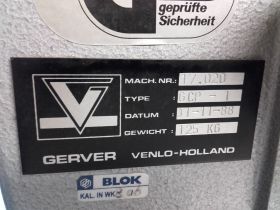 geprüfte
Sicherheit
MACH. NR.: 17.020
TYPE : GCP - 1
DATUM : 11-11-88
GEWICHT : 125 KG
GERVER VENLO-HOLLAND
BLOK
KAL. IN WK